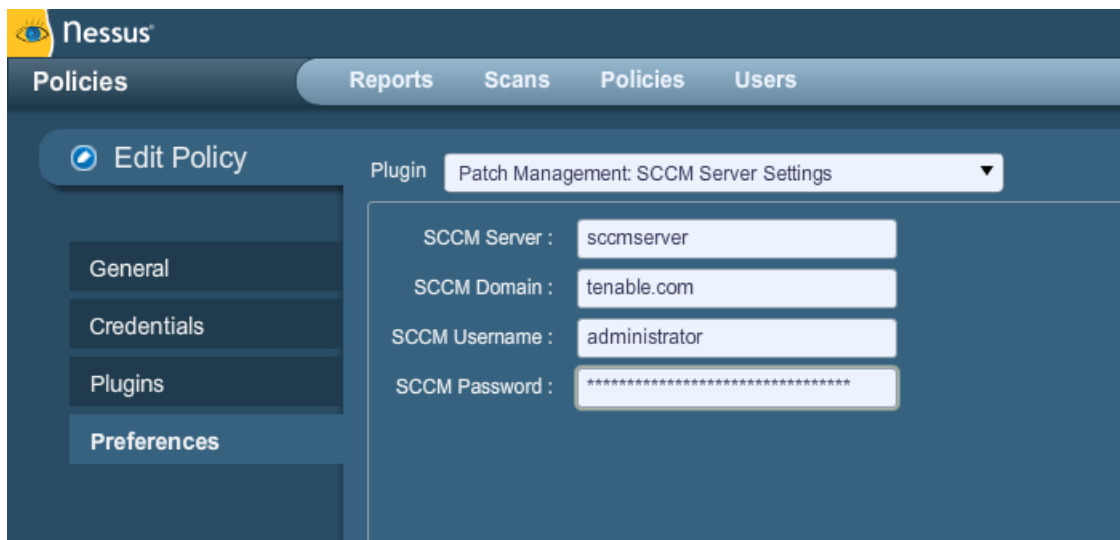 nessus®
Policies
Reports Scans Policies Users
Edit Policy
Plugin Patch Management: SCCM Server Settings
SCCM Server : sccmserver
General
SCCM Domain : tenable.com
Credentials
SCCM Username : administrator
Plugins
SCCM Password : *********************************
Preferences